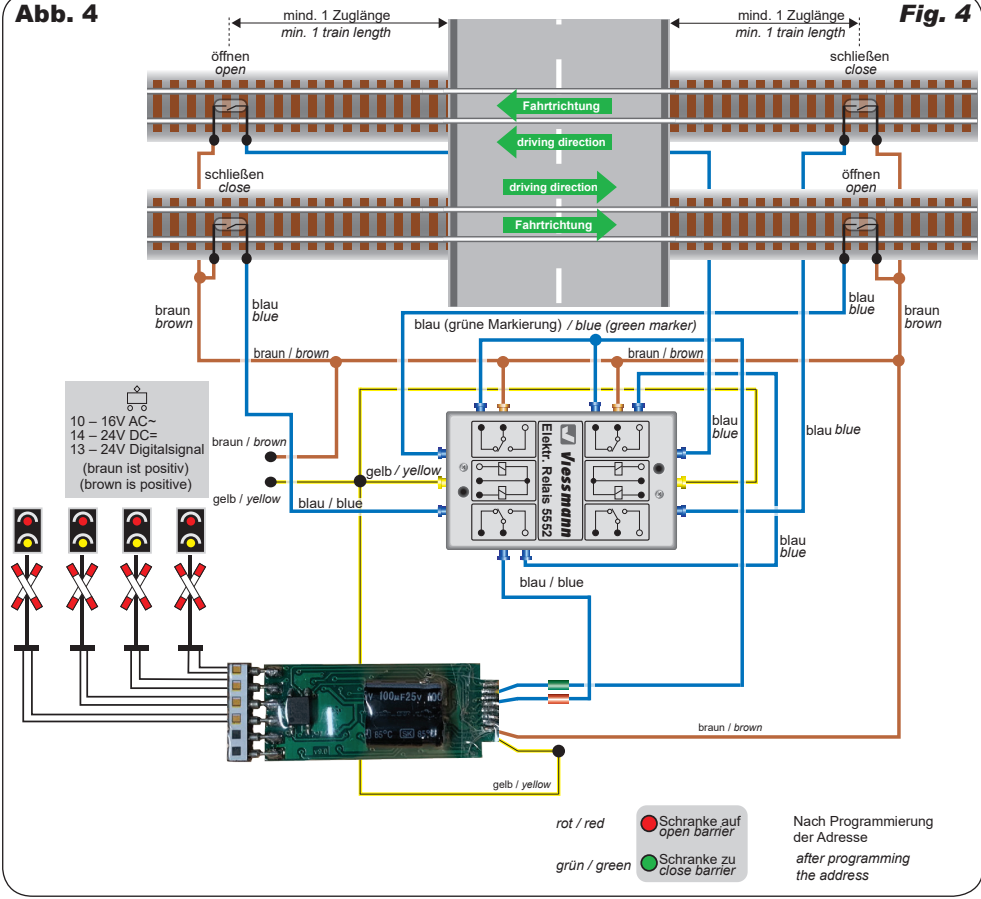 Abb. 4
mind. 1 Zuglänge
min. 1 train length
mind. 1 Zuglänge
min. 1 train length
Fig. 4
öffnen
open
schließen
close
Fahrtrichtung
driving direction
schließen
close
driving direction
öffnen
open
Fahrtrichtung
braun
brown
blau
blue
blau
blue
braun
brown
blau (grüne Markierung) / blue (green marker)
braun / brown
braun / brown
10 – 16V AC~
14 – 24V DC=
13 – 24V Digitalsignal
(braun ist positiv)
(brown is positive)
blau
blue
blau blue
braun / brown
gelb / yellow
gelb / yellow
blau / blue
Viessmann
Elektr. Relais 5552
blau
blue
blau / blue
100µF25v
65°C
v9.0
braun / brown
gelb / yellow
rot / red
Schranke auf
open barrier
grün / green
Schranke zu
close barrier
Nach Programmierung
der Adresse
after programming
the address